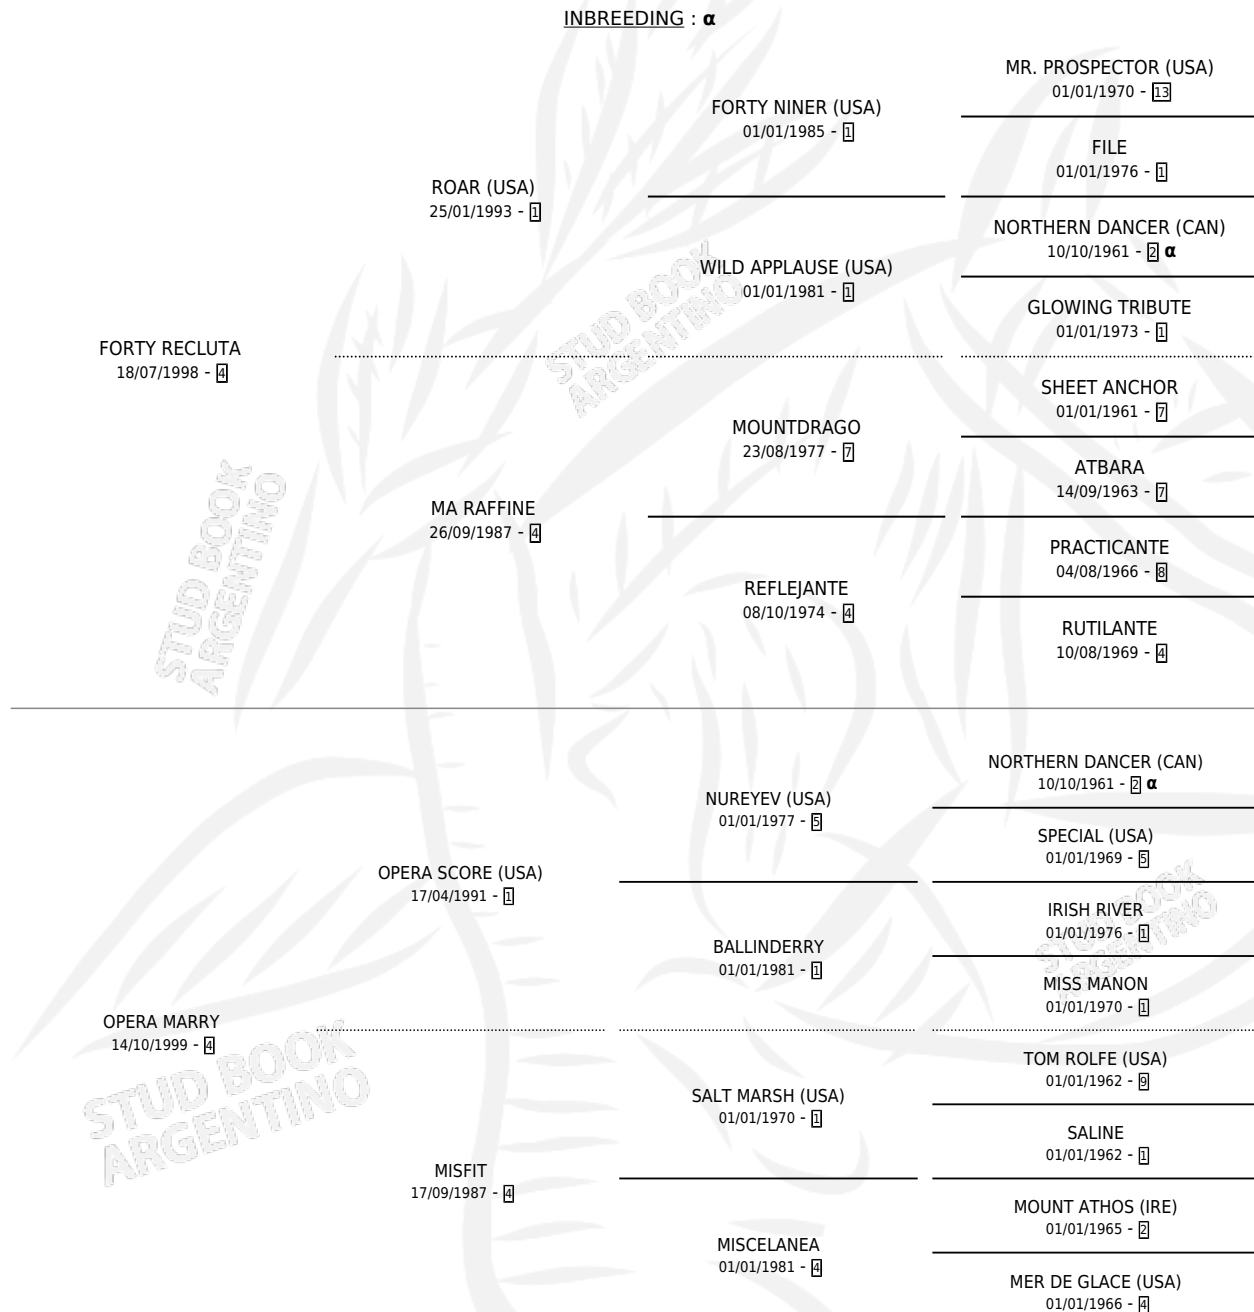 INBREEDING : α
MR. PROSPECTOR (USA)
01/01/1970 - 13
FORTY NINER (USA)
01/01/1985 - 1
FILE
01/01/1976 - 1
ROAR (USA)
25/01/1993 - 1
NORTHERN DANCER (CAN)
10/10/1961 - 2 α
WILD APPLAUSE (USA)
01/01/1981 - 1
GLOWING TRIBUTE
01/01/1973 - 1
FORTY RECLUTA
18/07/1998 - 4
SHEET ANCHOR
01/01/1961 - 7
MOUNTDRAGO
23/08/1977 - 7
ATBARA
14/09/1963 - 7
MA RAFFINE
26/09/1987 - 4
PRACTICANTE
04/08/1966 - 8
REFLEJANTE
08/10/1974 - 4
RUTILANTE
10/08/1969 - 4
NORTHERN DANCER (CAN)
10/10/1961 - 2 α
NUREYEV (USA)
01/01/1977 - 5
SPECIAL (USA)
01/01/1969 - 5
OPERA SCORE (USA)
17/04/1991 - 1
IRISH RIVER
01/01/1976 - 1
BALLINDERRY
01/01/1981 - 1
MISS MANON
01/01/1970 - 1
OPERA MARRY
14/10/1999 - 4
TOM ROLFE (USA)
01/01/1962 - 9
SALT MARSH (USA)
01/01/1970 - 1
SALINE
01/01/1962 - 1
MISFIT
17/09/1987 - 4
MOUNT ATHOS (IRE)
01/01/1965 - 2
MISCELANEA
01/01/1981 - 4
MER DE GLACE (USA)
01/01/1966 - 4
STUD BOOK
ARGENTINO
STUD BOOK
ARGENTINO
STUD BOOK
ARGENTINO
STUD BOOK
ARGENTINO